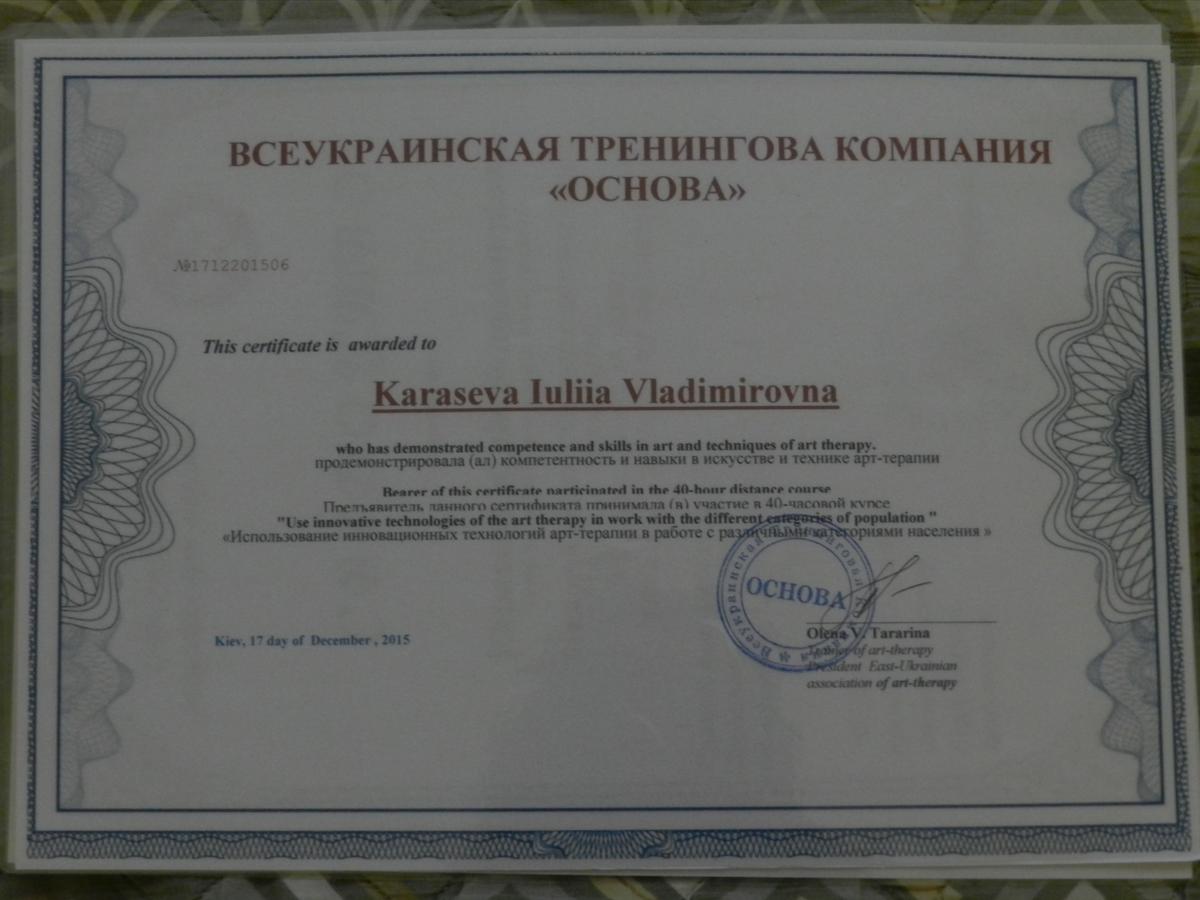 ВСЕУКРАИНСКАЯ ТРЕНИНГОВА КОМПАНИЯ
«ОСНОВА»
№1712201506
This certificate is awarded to
Karaseva Iuliia Vladimirovna
who has demonstrated competence and skills in art and techniques of art therapy.
продемонстрировала (ал) компетентность и навыки в искусстве и технике арт-терапии
Bearer of this certificate participated in the 40-hour distance course
Предъявитель данного сертификата принимала (в) участие в 40-часовой курсе
"Use innovative technologies of the art therapy in work with the different categories of population "
«Использование инновационных технологий арт-терапии в работе с различными категориями населения »
Всеукраинская тренинговая компания
ОСНОВА
Kiev, 17 day of December , 2015
Olena V. Tararina
Trainer of art-therapy
President East-Ukrainian
association of art-therapy